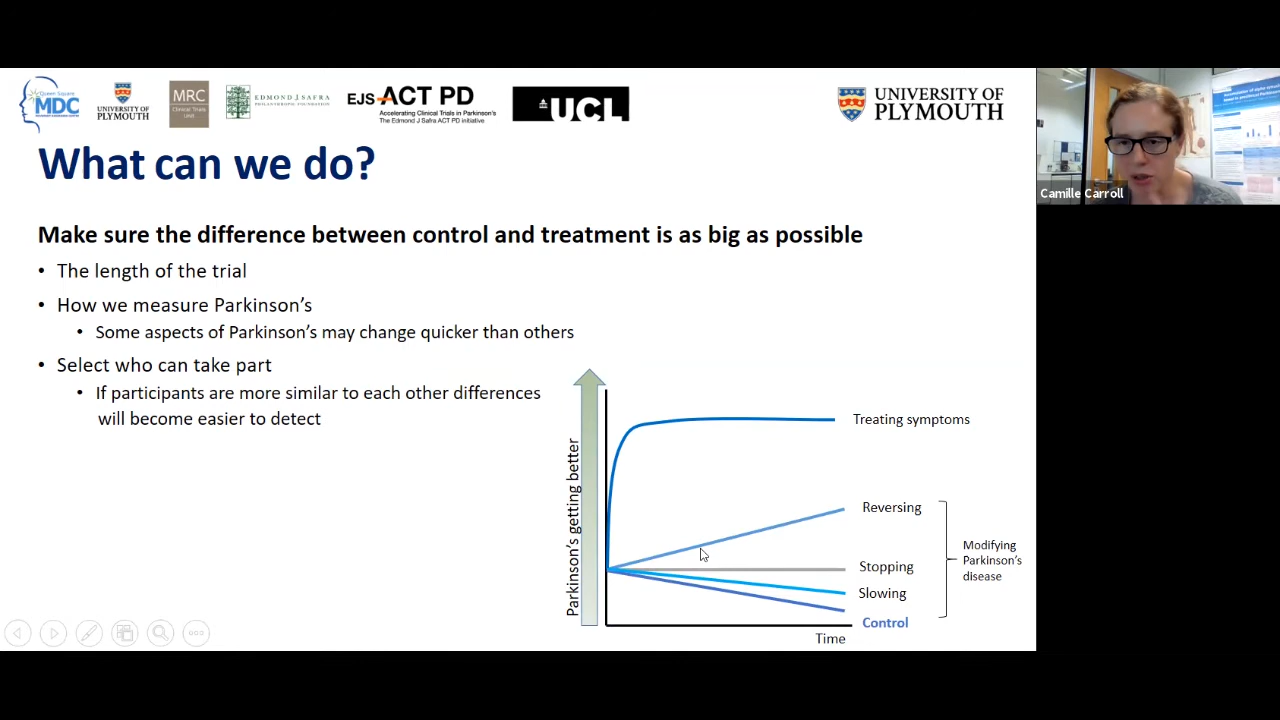 Queen Square
MDC
UNIVERSITY OF
PLYMOUTH
MRC
Clinical Trials
Unit
EDMOND J. SAFRA
PHILANTHROPIC FOUNDATION
EJS ACT PD
Accelerating Clinical Trials in Parkinson's
The Edmond J Safra ACT PD initiative
UCL
UNIVERSITY OF
PLYMOUTH
Camille Carroll
What can we do?
Make sure the difference between control and treatment is as big as possible
• The length of the trial
• How we measure Parkinson's
• Some aspects of Parkinson's may change quicker than others
• Select who can take part
• If participants are more similar to each other differences
will become easier to detect
Parkinson's getting better
Treating symptoms
Reversing
Stopping
Slowing
Control
Modifying
Parkinson's
disease
Time